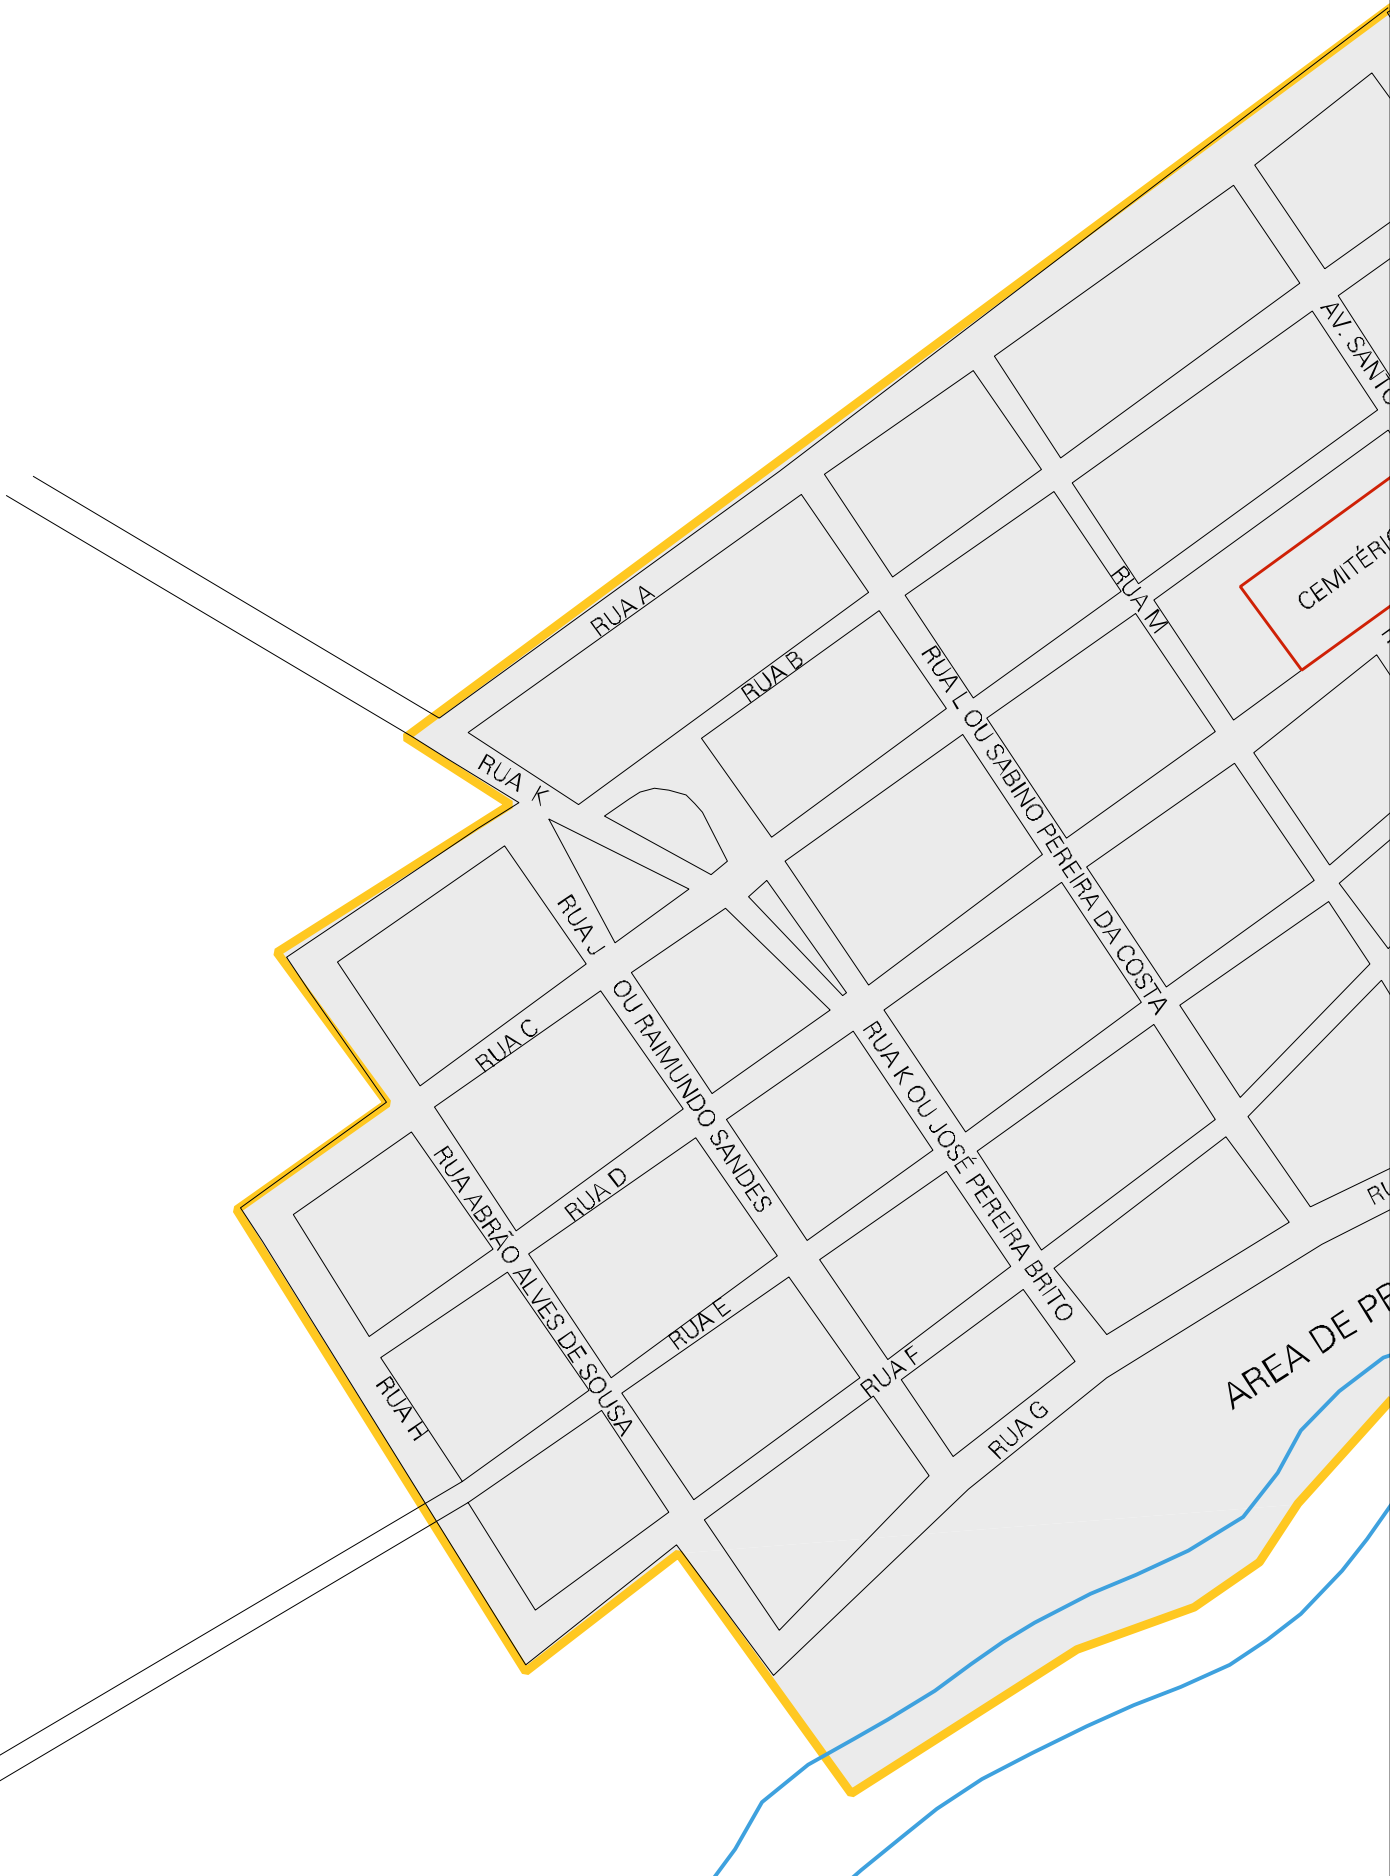 AV. SANTO
CEMITÉRIO
RUA A
RUA M
RUA B
RUA L OU SABINO PEREIRA DA COSTA
RUA K
RUA J OU RAIMUNDO SANDES
RUA C
RUA K OU JOSÉ PEREIRA BRITO
RUA ABRÃO ALVES DE SOUSA
RUA D
RU
RUA E
AREA DE PR
RUA F
RUA H
RUA G